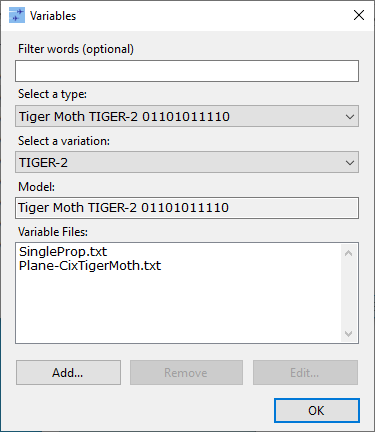 Variables
Filter words (optional)
Select a type:
Tiger Moth TIGER-2 01101011110
Select a variation:
TIGER-2
Model:
Tiger Moth TIGER-2 01101011110
Variable Files:
SingleProp.txt
Plane-CixTigerMoth.txt
Add... Remove Edit...
OK